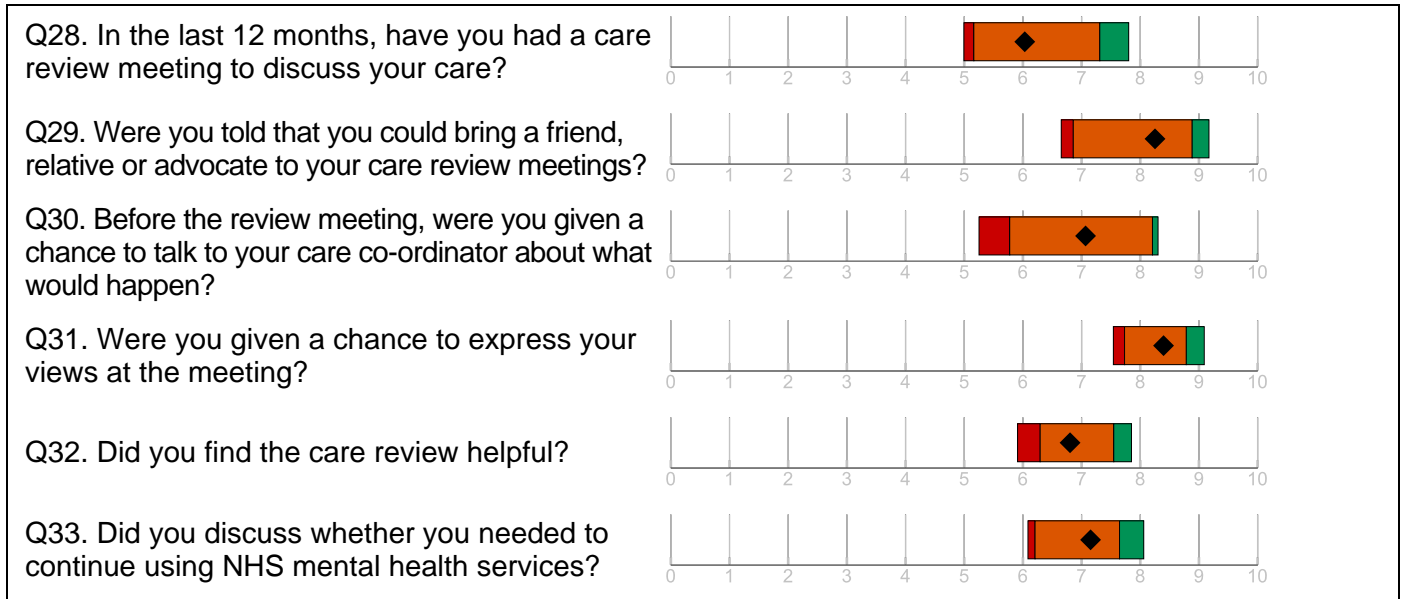 Q28. In the last 12 months, have you had a care
review meeting to discuss your care?
0 1 2 3 4 5 6 7 8 9 10
Q29. Were you told that you could bring a friend,
relative or advocate to your care review meetings?
0 1 2 3 4 5 6 7 8 9 10
Q30. Before the review meeting, were you given a
chance to talk to your care co-ordinator about what
would happen?
0 1 2 3 4 5 6 7 8 9 10
Q31. Were you given a chance to express your
views at the meeting?
0 1 2 3 4 5 6 7 8 9 10
Q32. Did you find the care review helpful?
0 1 2 3 4 5 6 7 8 9 10
Q33. Did you discuss whether you needed to
continue using NHS mental health services?
0 1 2 3 4 5 6 7 8 9 10